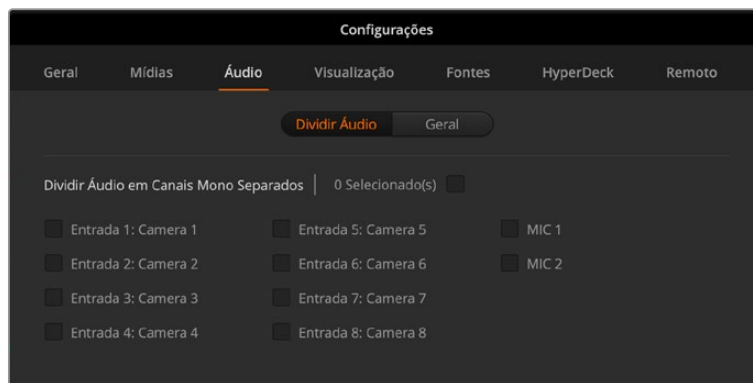 Configurações
Geral Mídias Áudio Visualização Fontes HyperDeck Remoto
Dividir Áudio Geral
Dividir Áudio em Canais Mono Separados 0 Selecionado(s)
Entrada 1: Camera 1 Entrada 5: Camera 5 MIC 1
Entrada 2: Camera 2 Entrada 6: Camera 6 MIC 2
Entrada 3: Camera 3 Entrada 7: Camera 7
Entrada 4: Camera 4 Entrada 8: Camera 8